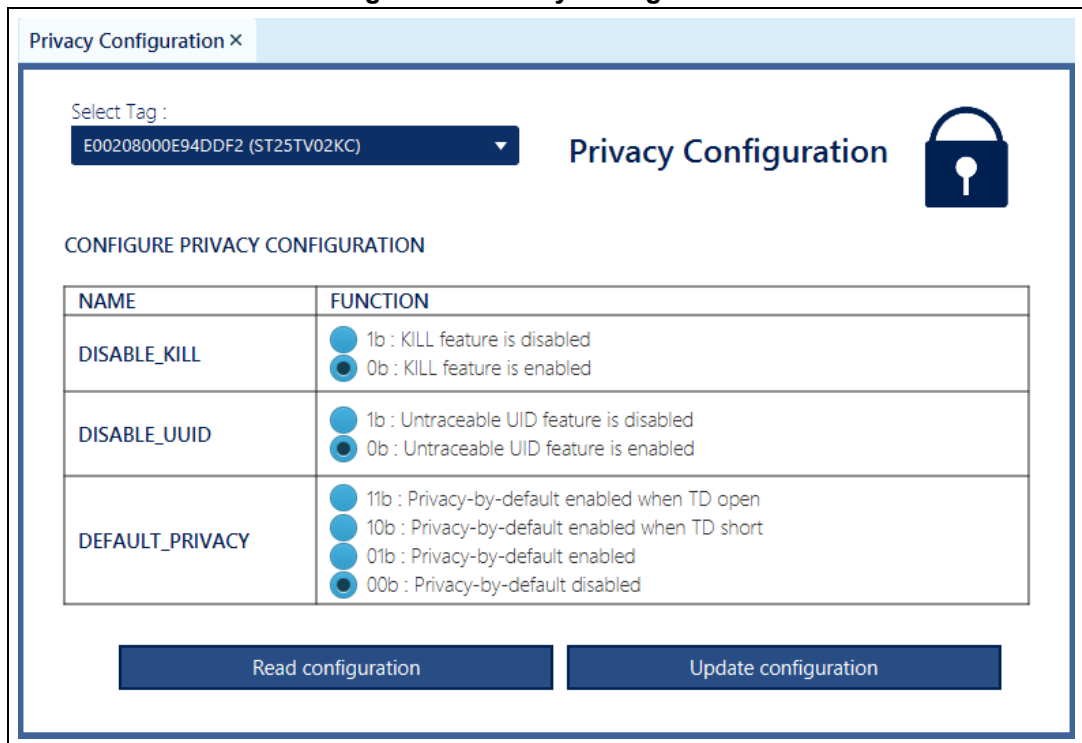 Privacy Configuration ×
Select Tag :
E00208000E94DDF2 (ST25TV02KC)
Privacy Configuration
CONFIGURE PRIVACY CONFIGURATION
NAME FUNCTION
DISABLE_KILL
1b : KILL feature is disabled
0b : KILL feature is enabled
DISABLE_UUID
1b : Untraceable UID feature is disabled
0b : Untraceable UID feature is enabled
DEFAULT_PRIVACY
11b : Privacy-by-default enabled when TD open
10b : Privacy-by-default enabled when TD short
01b : Privacy-by-default enabled
00b : Privacy-by-default disabled
Read configuration Update configuration